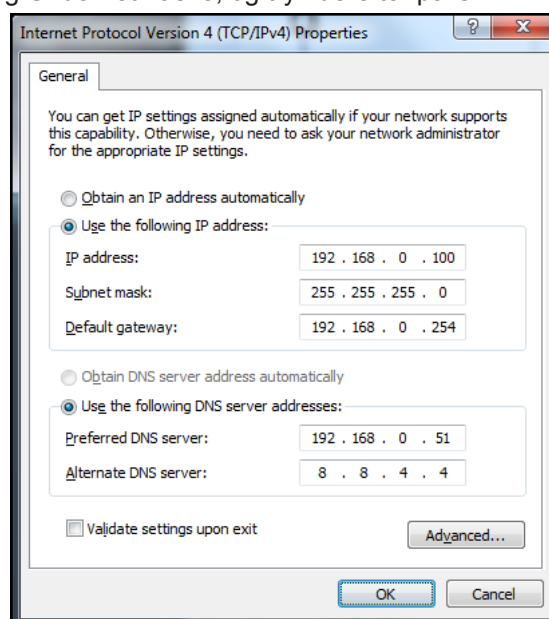 Internet Protocol Version 4 (TCP/IPv4) Properties
General
You can get IP settings assigned automatically if your network supports
this capability. Otherwise, you need to ask your network administrator
for the appropriate IP settings.
Obtain an IP address automatically
Use the following IP address:
IP address: 192 . 168 . 0 . 100
Subnet mask: 255 . 255 . 255 . 0
Default gateway: 192 . 168 . 0 . 254
Obtain DNS server address automatically
Use the following DNS server addresses:
Preferred DNS server: 192 . 168 . 0 . 51
Alternate DNS server: 8 . 8 . 4 . 4
Validate settings upon exit
Advanced...
OK Cancel